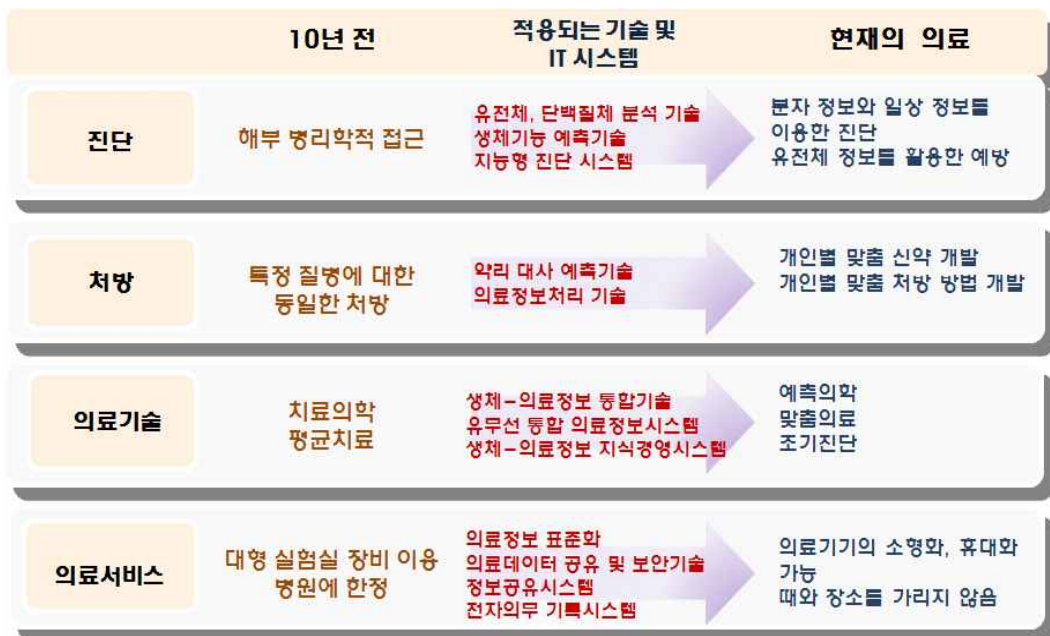 10년 전
적용되는 기술 및
IT 시스템
현재의 의료
진단
해부 병리학적 접근
유전체, 단백질체 분석 기술
생체기능 예측기술
지능형 진단 시스템
분자 정보와 일상 정보를
이용한 진단
유전체 정보를 활용한 예방
처방
특정 질병에 대한
동일한 처방
약리 대사 예측기술
의료정보처리 기술
개인별 맞춤 신약 개발
개인별 맞춤 처방 방법 개발
의료기술
치료의학
평균치료
생체-의료정보 통합기술
유무선 통합 의료정보시스템
생체-의료정보 지식경영시스템
예측의학
맞춤의료
조기진단
의료서비스
대형 실험실 장비 이용
병원에 한정
의료정보 표준화
의료데이터 공유 및 보안기술
정보공유시스템
전자의무 기록시스템
의료기기의 소형화, 휴대화
가능
때와 장소를 가리지 않음